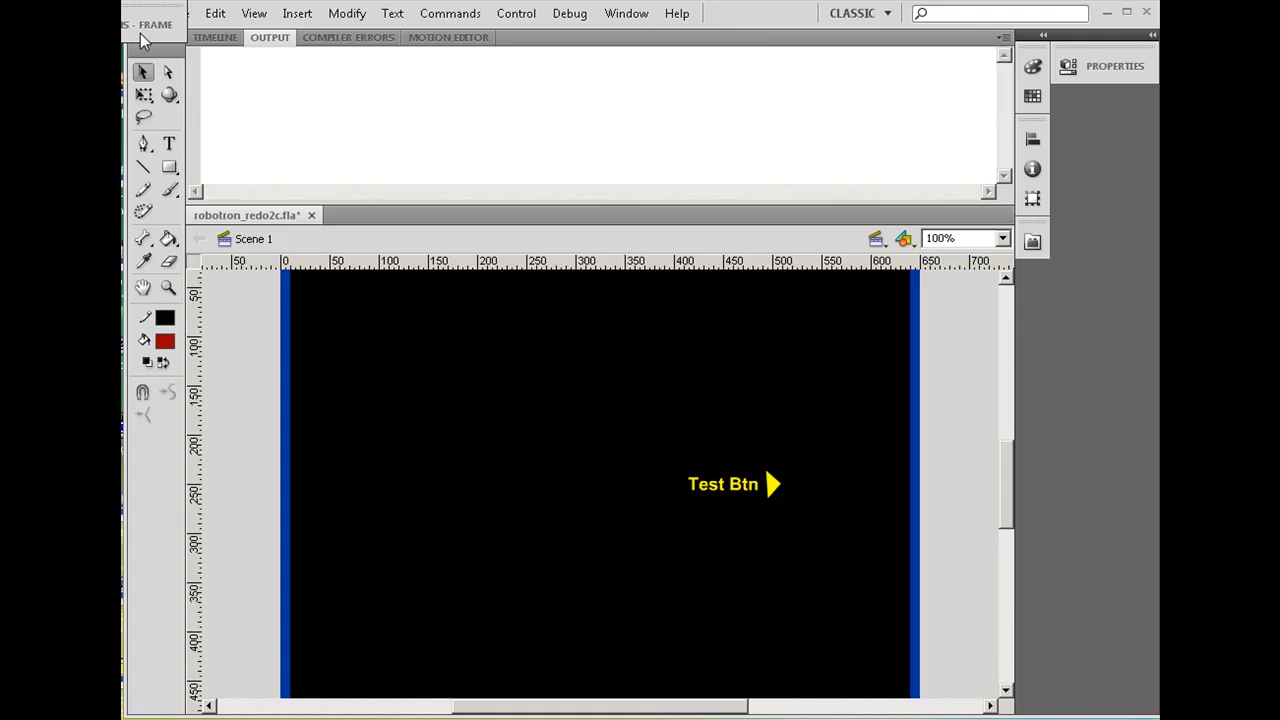 S - FRAME
Edit View Insert Modify Text Commands Control Debug Window Help CLASSIC
TIMELINE OUTPUT COMPILER ERRORS MOTION EDITOR
PROPERTIES
T
robotron_redo2c.fla*
Scene 1 100%
50 0 50 100 150 200 250 300 350 400 450 500 550 600 650 700
50
100
150
200
250
300
350
400
450
Test Btn